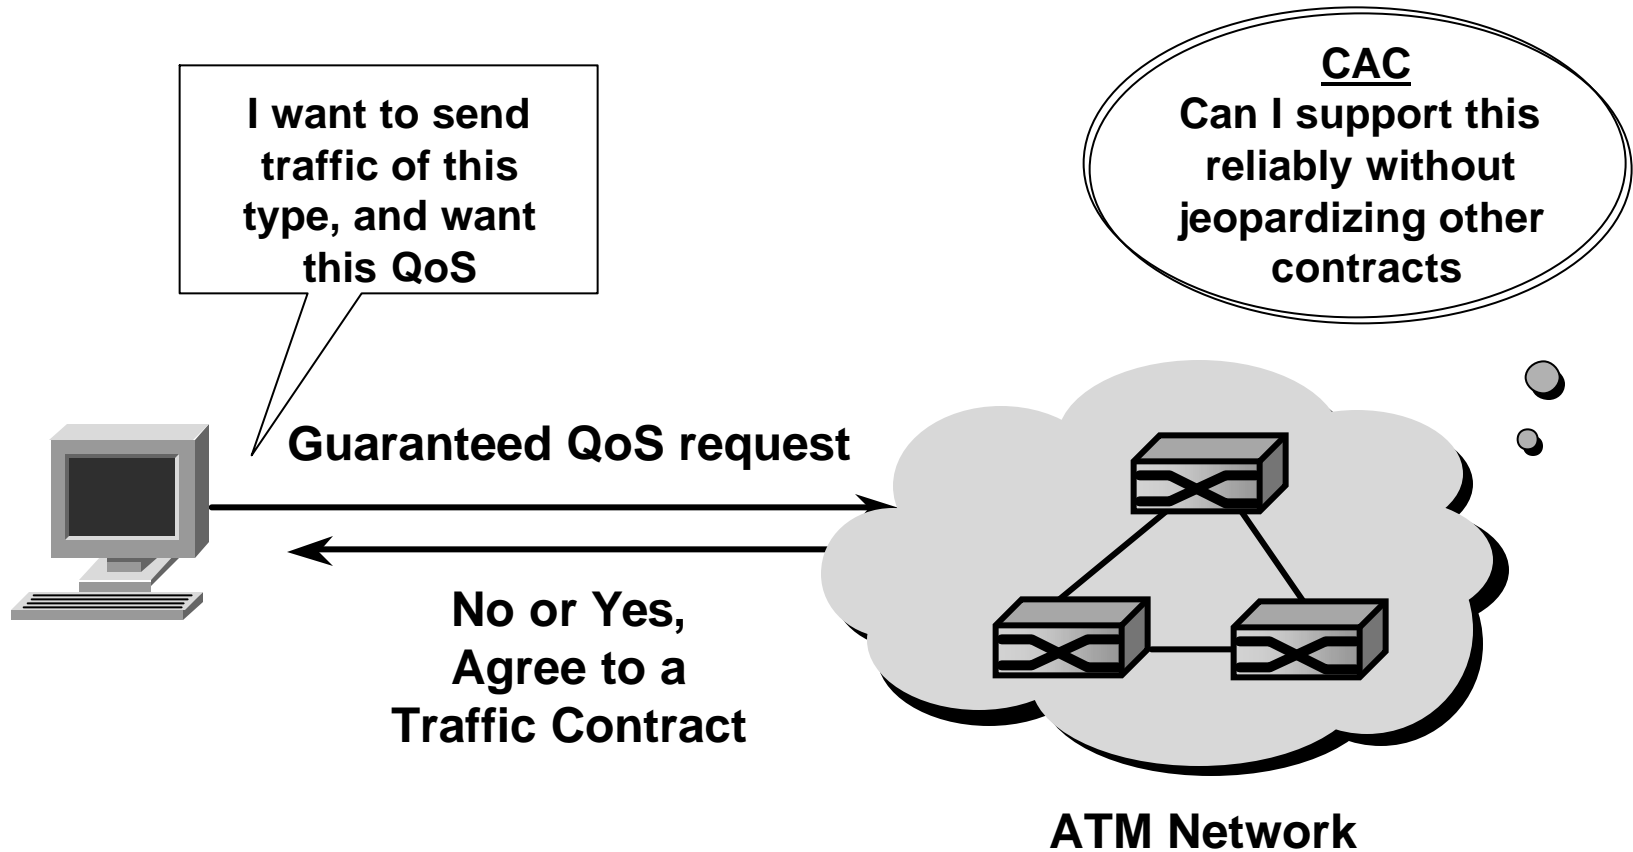 I want to send
traffic of this
type, and want
this QoS
CAC
Can I support this
reliably without
jeopardizing other
contracts
Guaranteed QoS request
No or Yes,
Agree to a
Traffic Contract
ATM Network